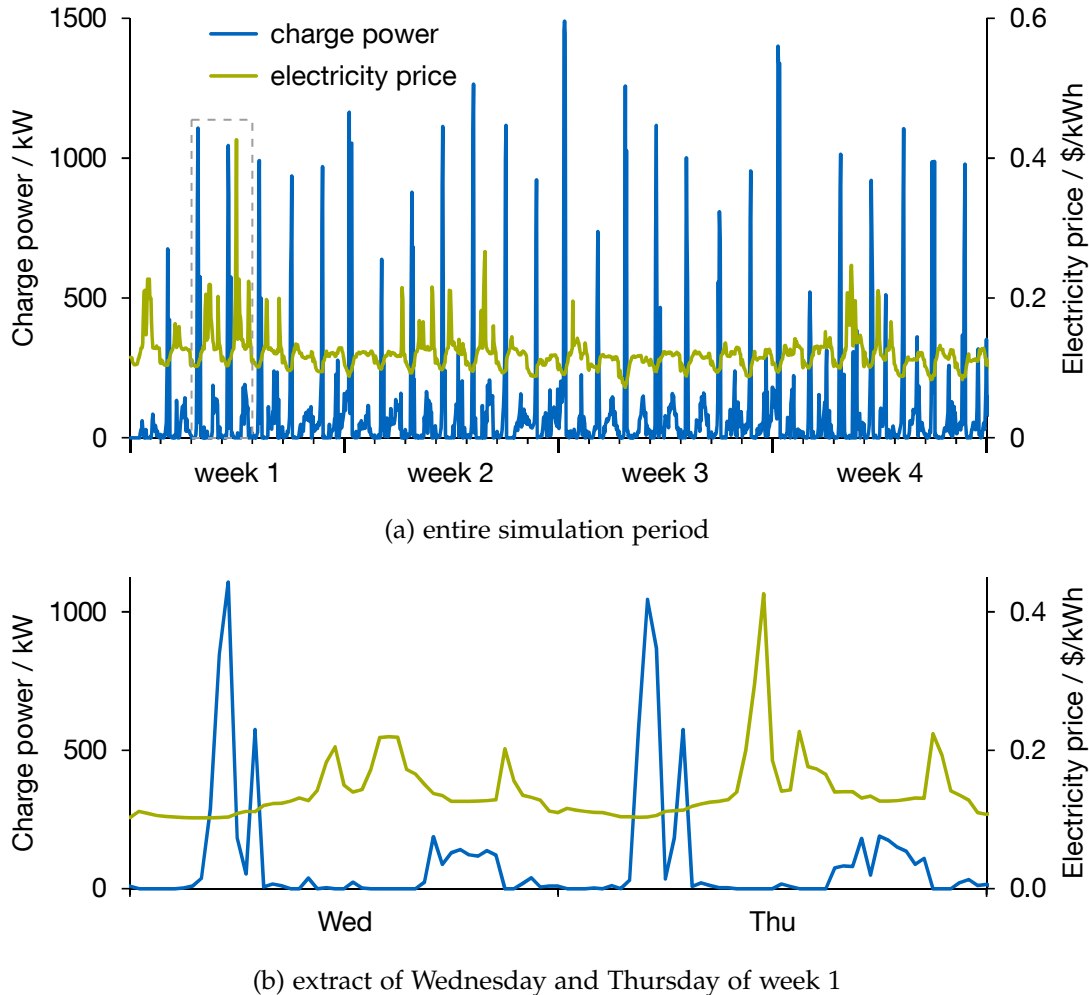 1500
1000
500
0
Charge power / kW
charge power
electricity price
0.6
0.4
0.2
0
Electricity price / $/kWh
week 1 week 2 week 3 week 4
(a) entire simulation period
1000
500
0
Charge power / kW
0.4
0.2
0.0
Electricity price / $/kWh
Wed Thu
(b) extract of Wednesday and Thursday of week 1